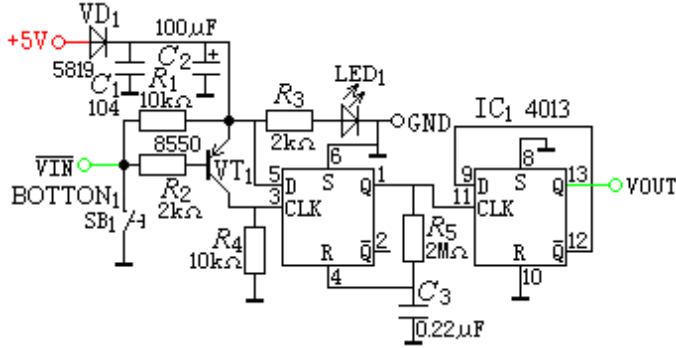 VD1
+5V
5819
100μF
C1
104
C2
R1
10kΩ
LED1
R3
2kΩ
GND
IC1 4013
8550
VT1
VIN
R2
2kΩ
BOTTON1
SB1
R4
10kΩ
5
D
6
S
Q
1
3
CLK
Q
2
R
4
R5
2MΩ
C3
0.22μF
9
D
8
S
Q
13
VOUT
11
CLK
Q
12
R
10